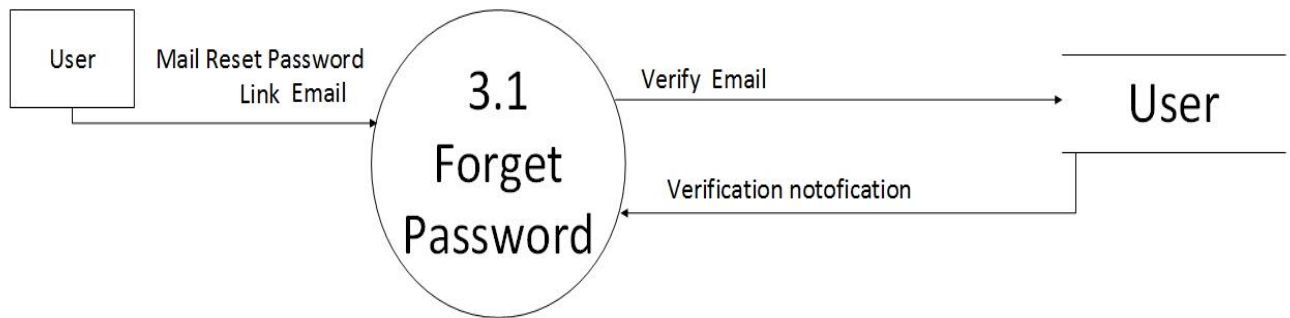 User
Mail Reset Password
Link Email
3.1
Forget
Password
Verify Email
User
Verification notofication